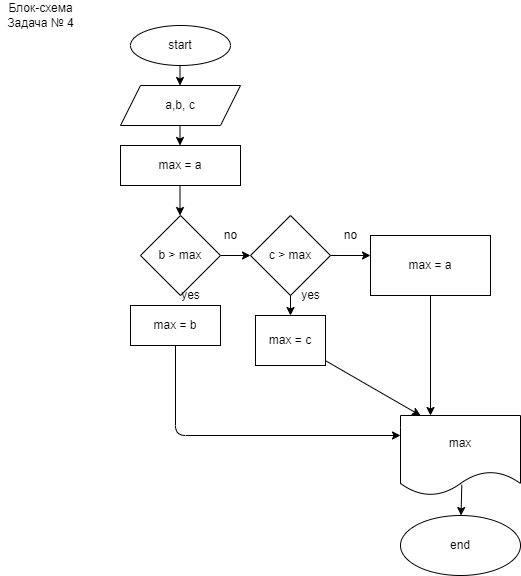 Блок-схема
Задача № 4
start
a,b, c
max = a
b > max
no
c > max
no
max = a
yes
yes
max = b
max = c
max
end